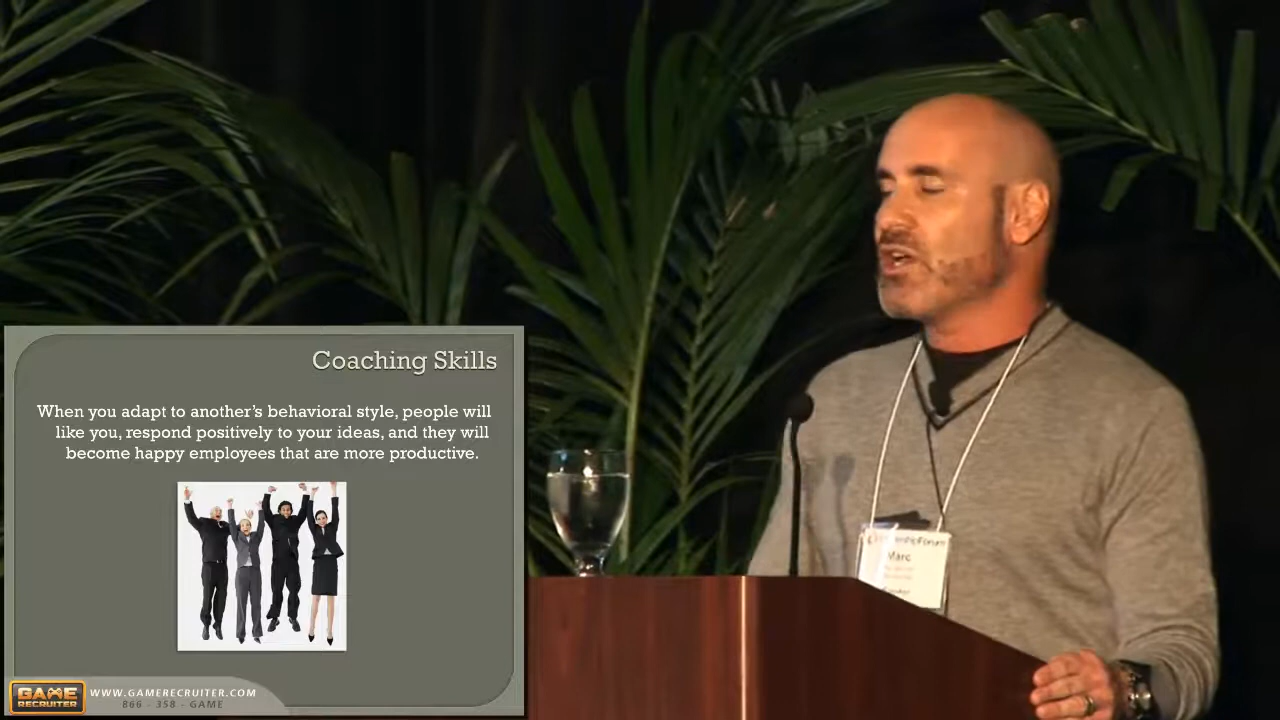 Coaching Skills
When you adapt to another's behavioral style, people will
like you, respond positively to your ideas, and they will
become happy employees that are more productive.
GAME
RECRUITER
WWW.GAMERECRUITER.COM
866 - 358 - GAME
Marc